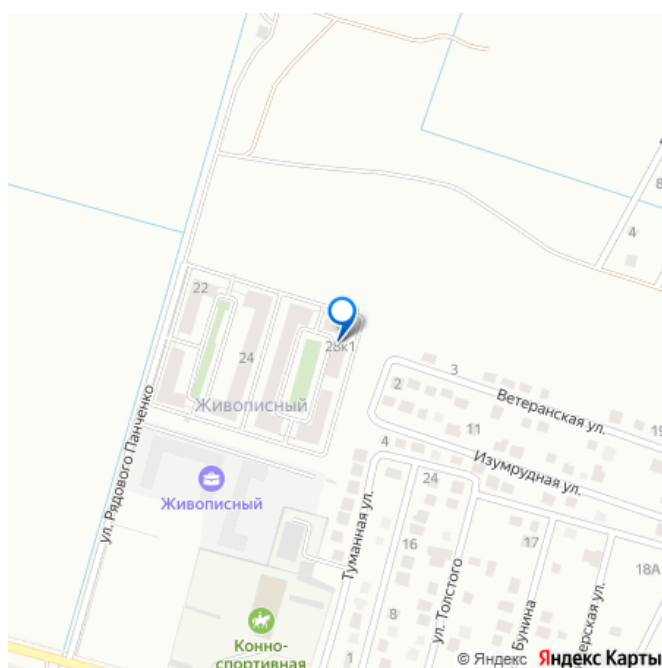 8
4
22
28к1
24
Живописный
ул. Рядового Панченко
3
2
Ветеранская ул.
19
11
4
Изумрудная ул.
24
Живописный
Туманная ул.
16
17
18А
ул. Толстого
8
Бунина
1
Конно-
спортивная
© Яндекс Яндекс Карты